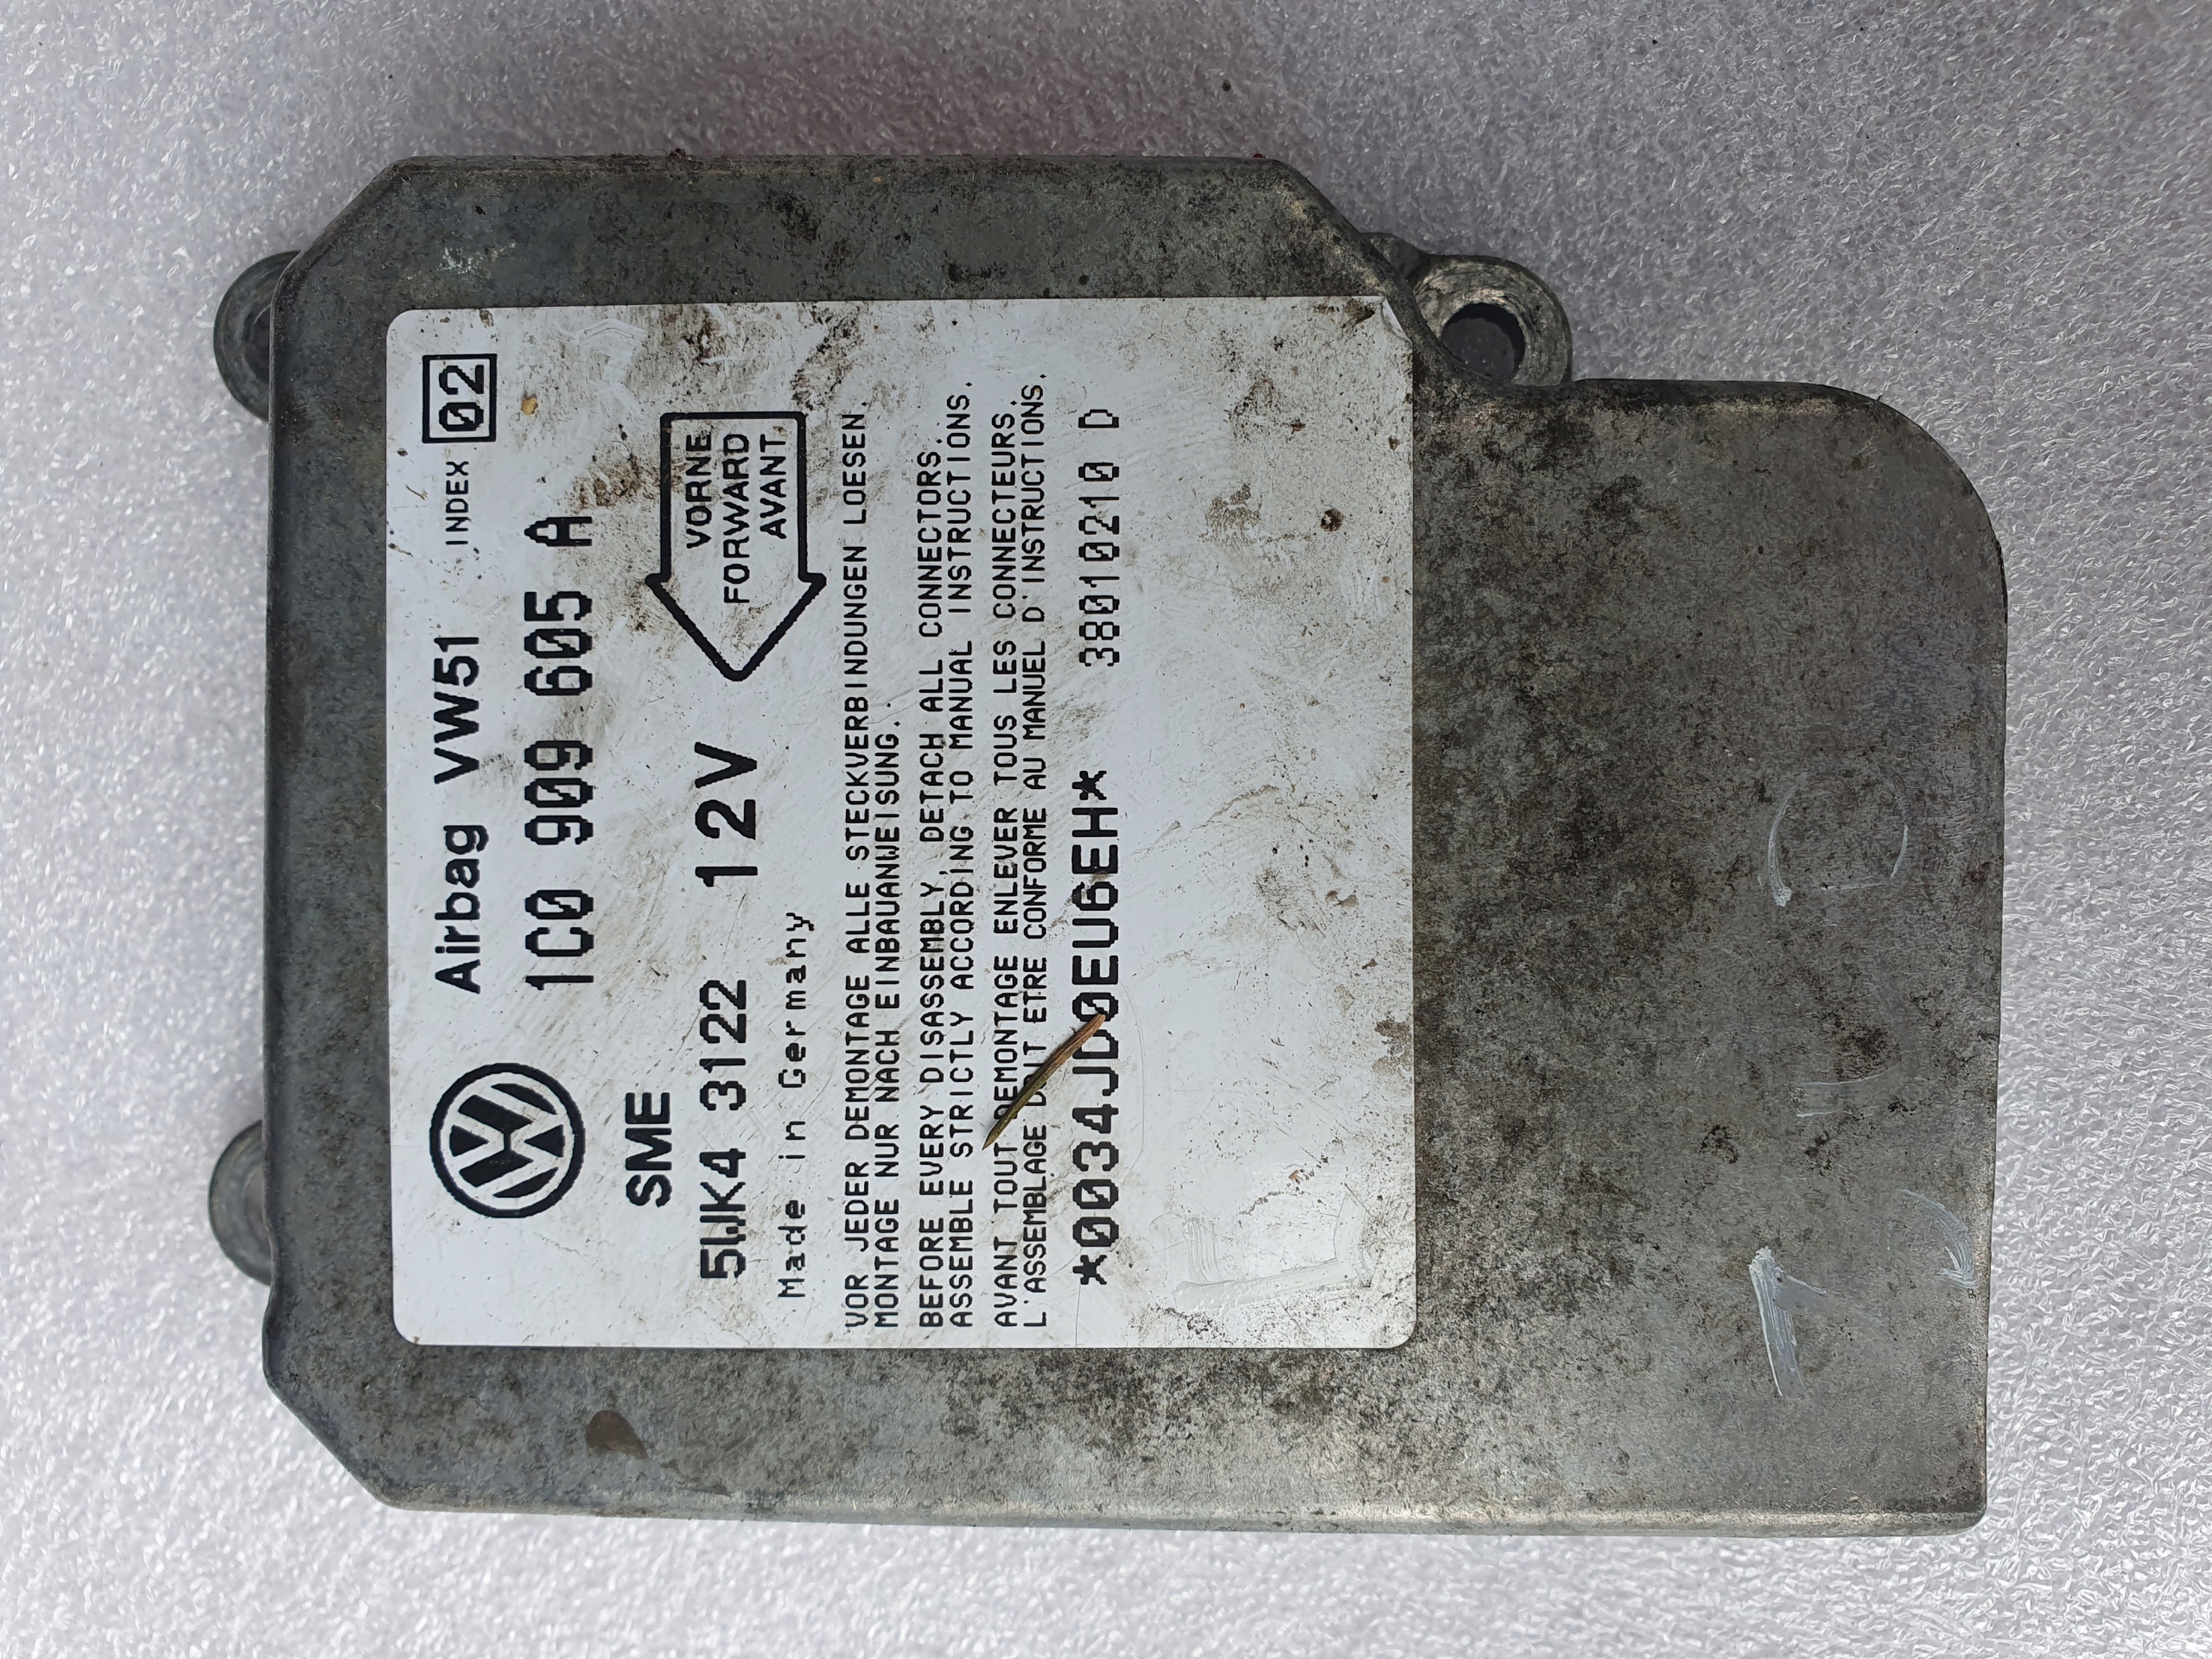 Airbag VW51 INDEX 02
1C0 909 605 A
SME
5WK4 3122 12V
VORNE
FORWARD
AVANT
Made in Germany
VOR JEDER DEMONTAGE ALLE STECKVERBINDUNGEN LOESEN.
MONTAGE NUR NACH EINBAUANWEISUNG.
BEFORE EVERY DISASSEMBLY, DETACH ALL CONNECTORS.
ASSEMBLE STRICTLY ACCORDING TO MANUAL INSTRUCTIONS.
AVANT TOUT DEMONTAGE ENLEVER TOUS LES CONNECTEURS.
L'ASSEMBLAGE DOIT ETRE CONFORME AU MANUEL D'INSTRUCTIONS.
*0034JD0EU6EH* 38010210 D